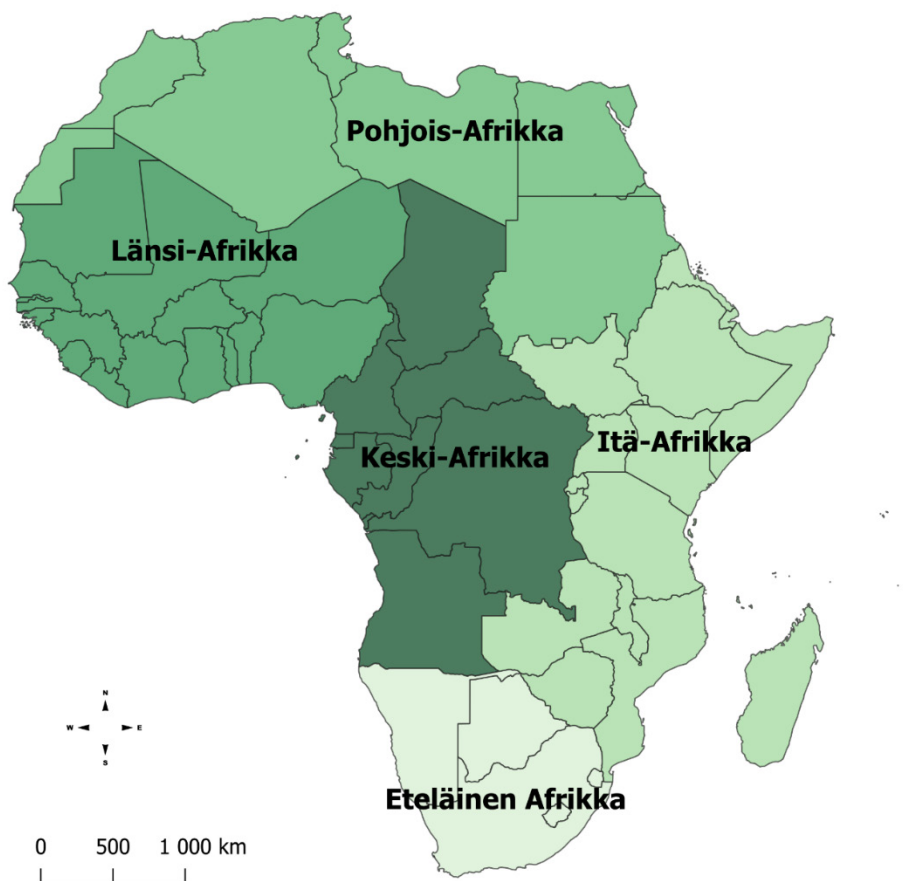 Pohjois-Afrikka
Länsi-Afrikka
Itä-Afrikka
Keski-Afrikka
N
W E
S
Eteläinen Afrikka
0 500 1 000 km